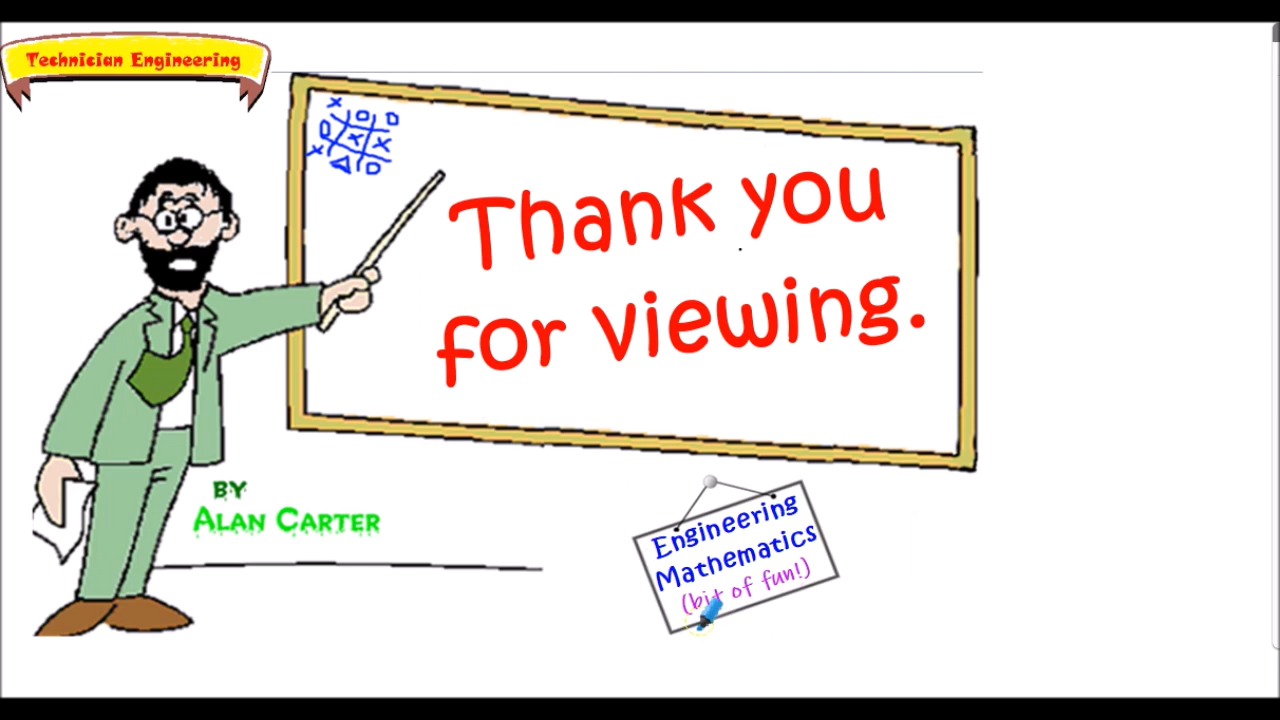 Technician Engineering
Thank you
for viewing.
BY
ALAN CARTER
Engineering
Mathematics
(bit of fun!)